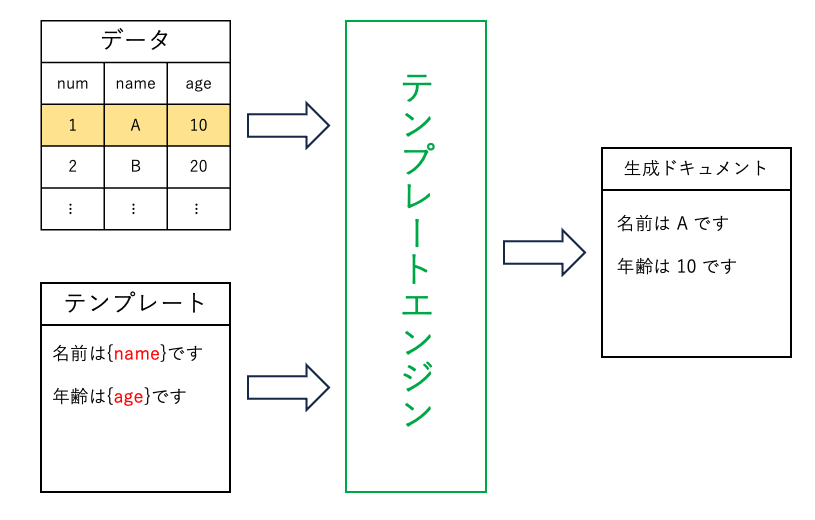 データ
num name age
1 A 10
2 B 20
⋮ ⋮ ⋮
テンプレート
名前は{name}です
年齢は{age}です
テンプレートエンジン
生成ドキュメント
名前は A です
年齢は 10 です